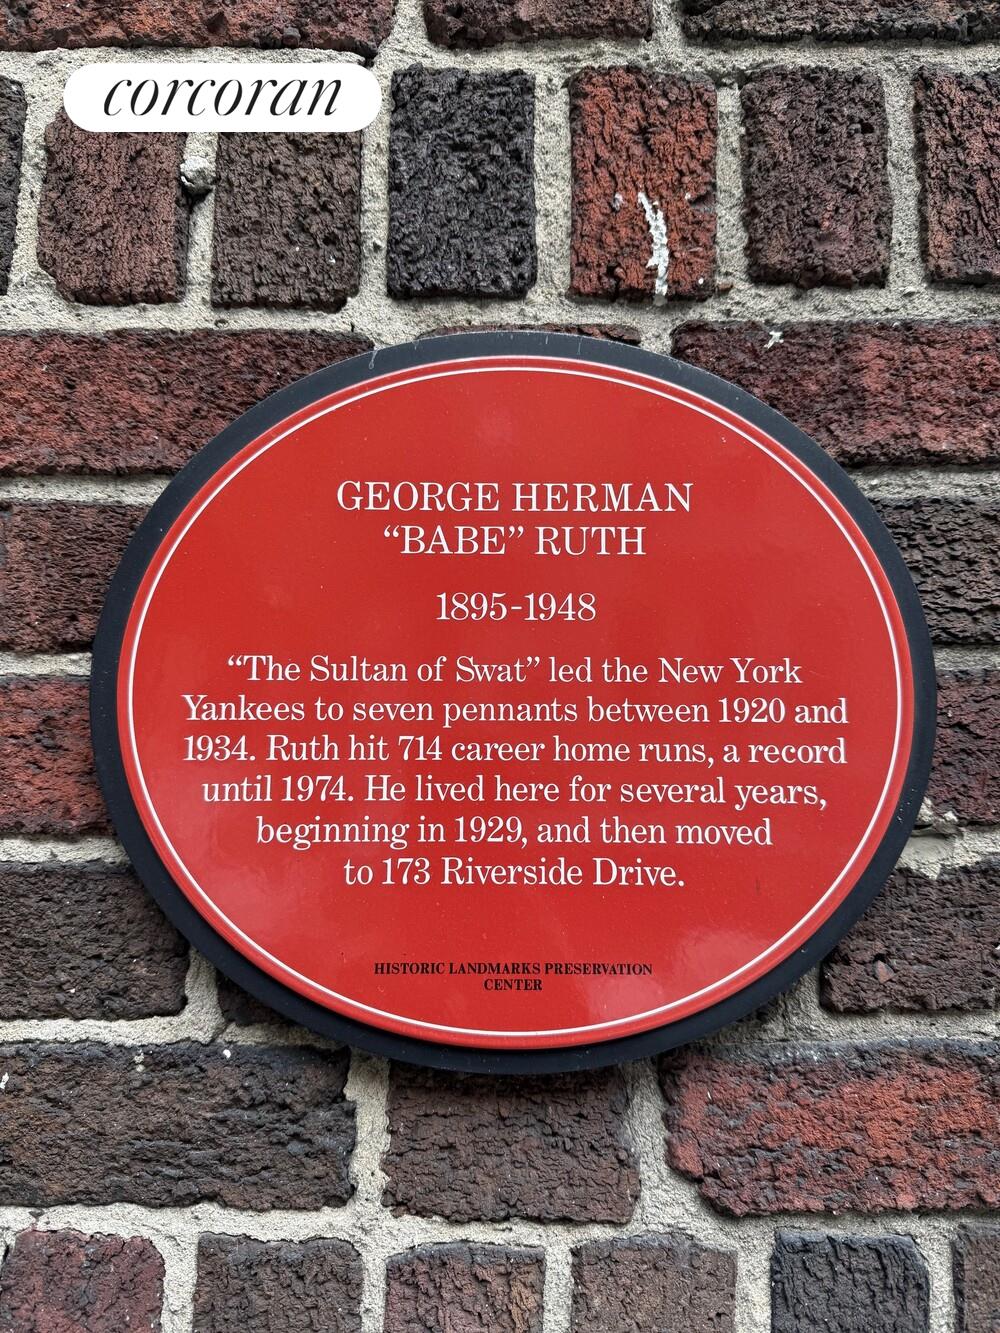 corcoran
GEORGE HERMAN
“BABE” RUTH
1895-1948
“The Sultan of Swat” led the New York
Yankees to seven pennants between 1920 and
1934. Ruth hit 714 career home runs, a record
until 1974. He lived here for several years,
beginning in 1929, and then moved
to 173 Riverside Drive.
HISTORIC LANDMARKS PRESERVATION
CENTER